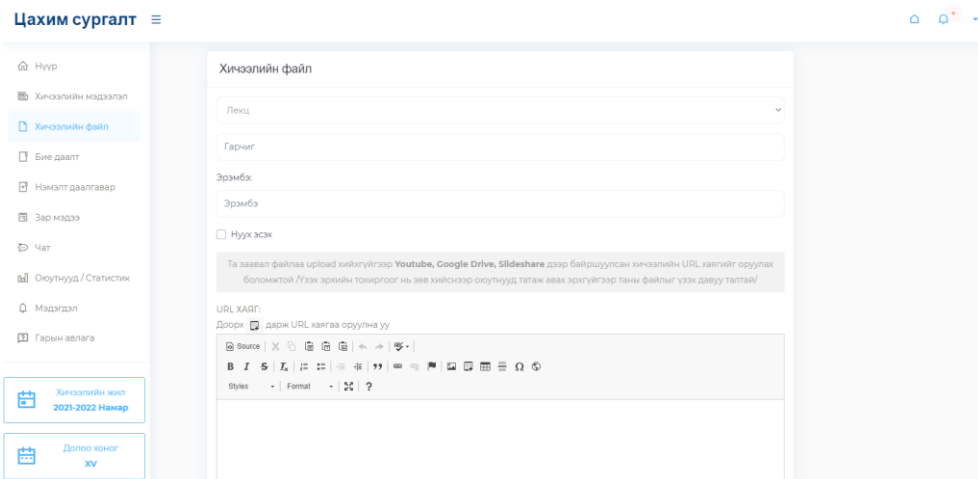 Цахим сургалт
Нүүр
Хичээлийн мэдээлэл
Хичээлийн файл
Бие даалт
Нэмэлт даалгавар
Зар мэдээ
Чат
Оюутнууд / Статистик
Мэдэгдэл
Гарын авлага
Хичээлийн жил
2021-2022 Намар
Долоо хоног
XV
Хичээлийн файл
Лекц
Гарчиг
Эрэмбэ:
Эрэмбэ
Нуух эсэх
Та заавал файлаа upload хийхгүйгээр Youtube, Google Drive, Slideshare дээр байршуулсан хичээлийн URL хаягийг оруулах
боломжтой /Үзэх эрхийн тохиргоог нь зөв хийснээр оюутнууд татаж авах эрхгүйгээр таны файлыг үзэх давуу талтай/
URL ХАЯГ:
Доорх дарж URL хаягаа оруулна уу
Source
B I S Ix
Styles Format ?